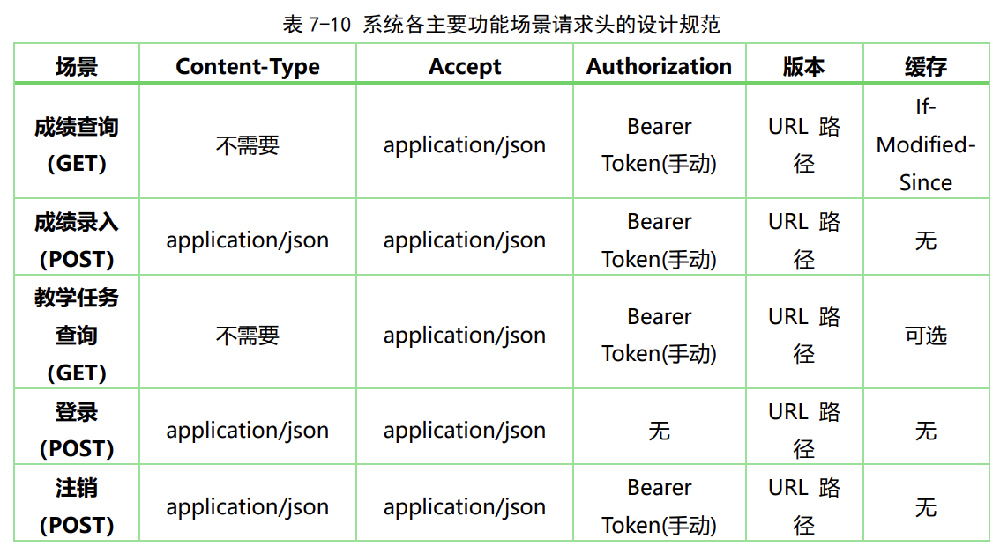 表 7-10 系统各主要功能场景请求头的设计规范
场景 Content-Type Accept Authorization 版本 缓存
成绩查询
(GET)
不需要
application/json
Bearer
Token(手动)
URL 路
径
If-
Modified-
Since
成绩录入
(POST)
application/json
application/json
Bearer
Token(手动)
URL 路
径
无
教学任务
查询
(GET)
不需要
application/json
Bearer
Token(手动)
URL 路
径
可选
登录
(POST)
application/json
application/json
无
URL 路
径
无
注销
(POST)
application/json
application/json
Bearer
Token(手动)
URL 路
径
无